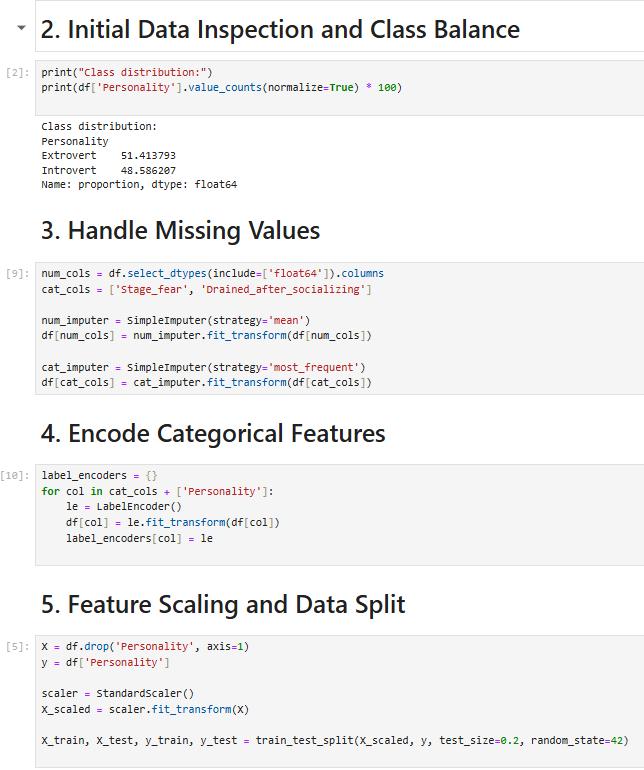 2. Initial Data Inspection and Class Balance
[2]:
print("Class distribution:")
print(df['Personality'].value_counts(normalize=True) * 100)
Class distribution:
Personality
Extrovert    51.413793
Introvert    48.586207
Name: proportion, dtype: float64
3. Handle Missing Values
[9]:
num_cols = df.select_dtypes(include=['float64']).columns
cat_cols = ['Stage_fear', 'Drained_after_socializing']
num_imputer = SimpleImputer(strategy='mean')
df[num_cols] = num_imputer.fit_transform(df[num_cols])
cat_imputer = SimpleImputer(strategy='most_frequent')
df[cat_cols] = cat_imputer.fit_transform(df[cat_cols])
4. Encode Categorical Features
[10]:
label_encoders = {}
for col in cat_cols + ['Personality']:
    le = LabelEncoder()
    df[col] = le.fit_transform(df[col])
    label_encoders[col] = le
5. Feature Scaling and Data Split
[5]:
X = df.drop('Personality', axis=1)
y = df['Personality']
scaler = StandardScaler()
X_scaled = scaler.fit_transform(X)
X_train, X_test, y_train, y_test = train_test_split(X_scaled, y, test_size=0.2, random_state=42)